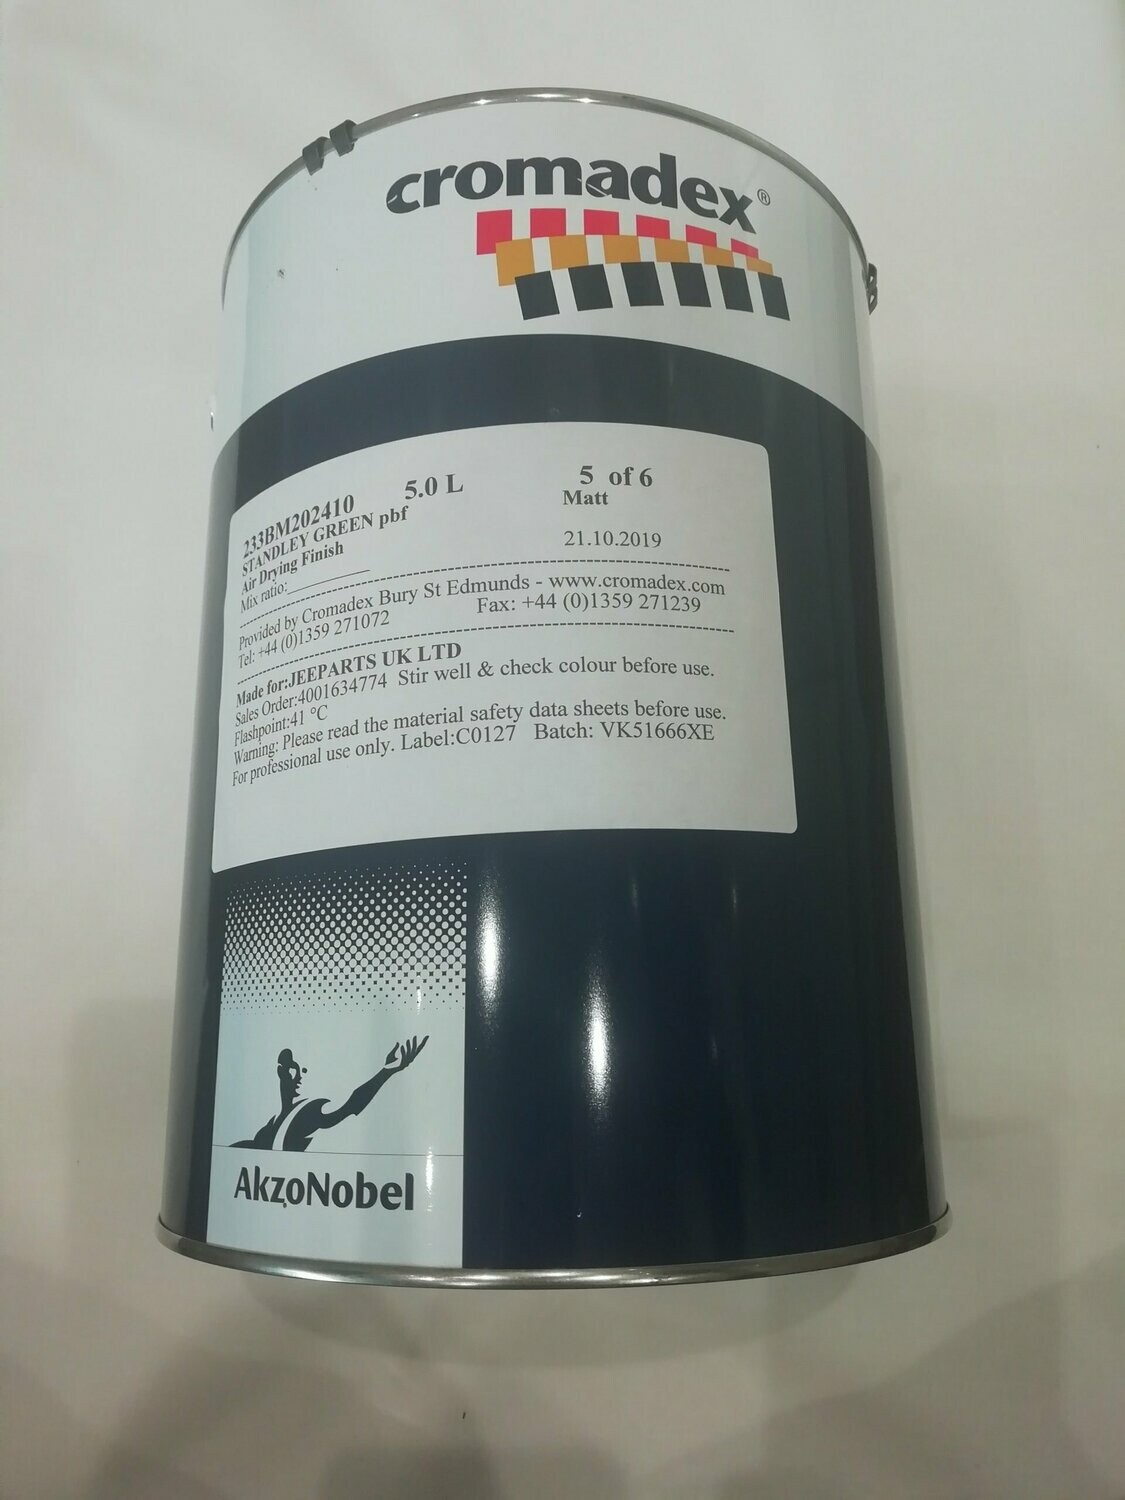 cromadex®
233BM202410 5.0 L 5 of 6
STANDLEY GREEN pbf Matt
Air Drying Finish 21.10.2019
Mix ratio:__________
Provided by Cromadex Bury St Edmunds - www.cromadex.com
Tel: +44 (0)1359 271072 Fax: +44 (0)1359 271239
Made for:JEEPARTS UK LTD
Sales Order:4001634774 Stir well & check colour before use.
Flashpoint:41 °C
Warning: Please read the material safety data sheets before use.
For professional use only. Label:C0127 Batch: VK51666XE
AkzoNobel